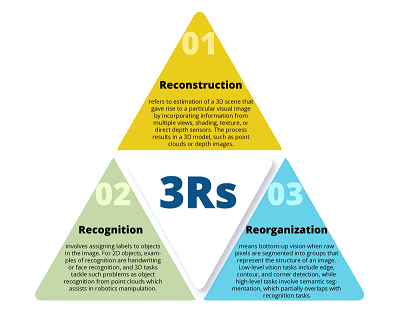 01
Reconstruction
refers to estimation of a 3D scene that
gave rise to a particular visual image
by incorporating information from
multiple views, shading, texture, or
direct depth sensors. The process
results in a 3D model, such as point
clouds or depth images.
3Rs
02
Recognition
involves assigning labels to objects
in the image. For 2D objects, exam-
ples of recognition are handwriting
or face recognition, and 3D tasks
tackle such problems as object
recognition from point clouds which
assists in robotics manipulation.
03
Reorganization
means bottom-up vision when raw
pixels are segmented into groups that
represent the structure of an image.
Low-level vision tasks include edge,
contour, and corner detection, while
high-level tasks involve semantic seg-
mentation, which partially overlaps with
recognition tasks